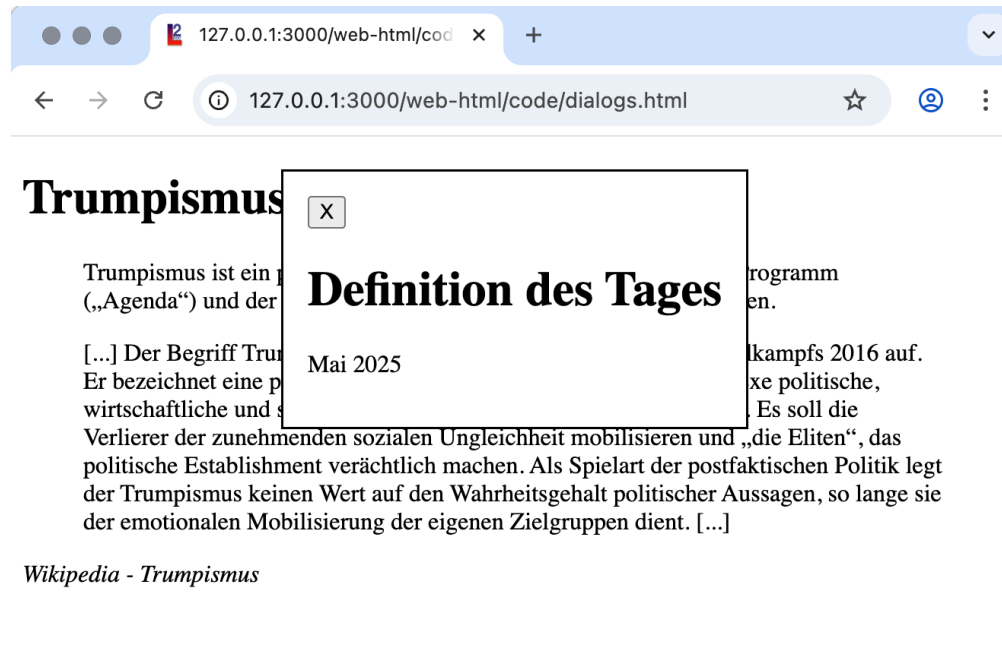 127.0.0.1:3000/web-html/cod
127.0.0.1:3000/web-html/code/dialogs.html
Trumpismus
X
Definition des Tages
Mai 2025
Trumpismus ist ein rogramm
(„Agenda“) und der en.
[...] Der Begriff lkampfs 2016 auf.
Er bezeichnet eine xe politische,
wirtschaftliche und . Es soll die
Verlierer der zunehmenden sozialen Ungleichheit mobilisieren und „die Eliten“, das
politische Establishment verächtlich machen. Als Spielart der postfaktischen Politik legt
der Trumpismus keinen Wert auf den Wahrheitsgehalt politischer Aussagen, so lange sie
der emotionalen Mobilisierung der eigenen Zielgruppen dient. [...]
Wikipedia - Trumpismus